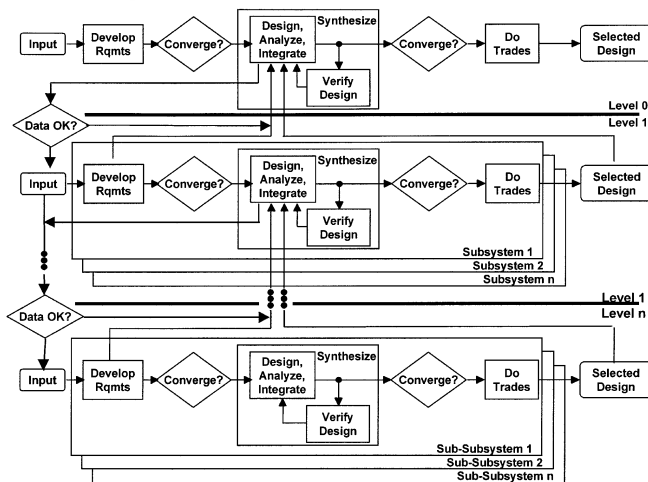 Input
Develop
Rqmts
Converge?
Design,
Analyze,
Integrate
Synthesize
Verify
Design
Converge?
Do
Trades
Selected
Design
Level 0
Level 1
Data OK?
Input
Develop
Rqmts
Converge?
Design,
Analyze,
Integrate
Synthesize
Verify
Design
Converge?
Do
Trades
Selected
Design
Subsystem 1
Subsystem 2
Subsystem n
Level 1
Level n
Data OK?
Input
Develop
Rqmts
Converge?
Design,
Analyze,
Integrate
Synthesize
Verify
Design
Converge?
Do
Trades
Selected
Design
Sub-Subsystem 1
Sub-Subsystem 2
Sub-Subsystem n